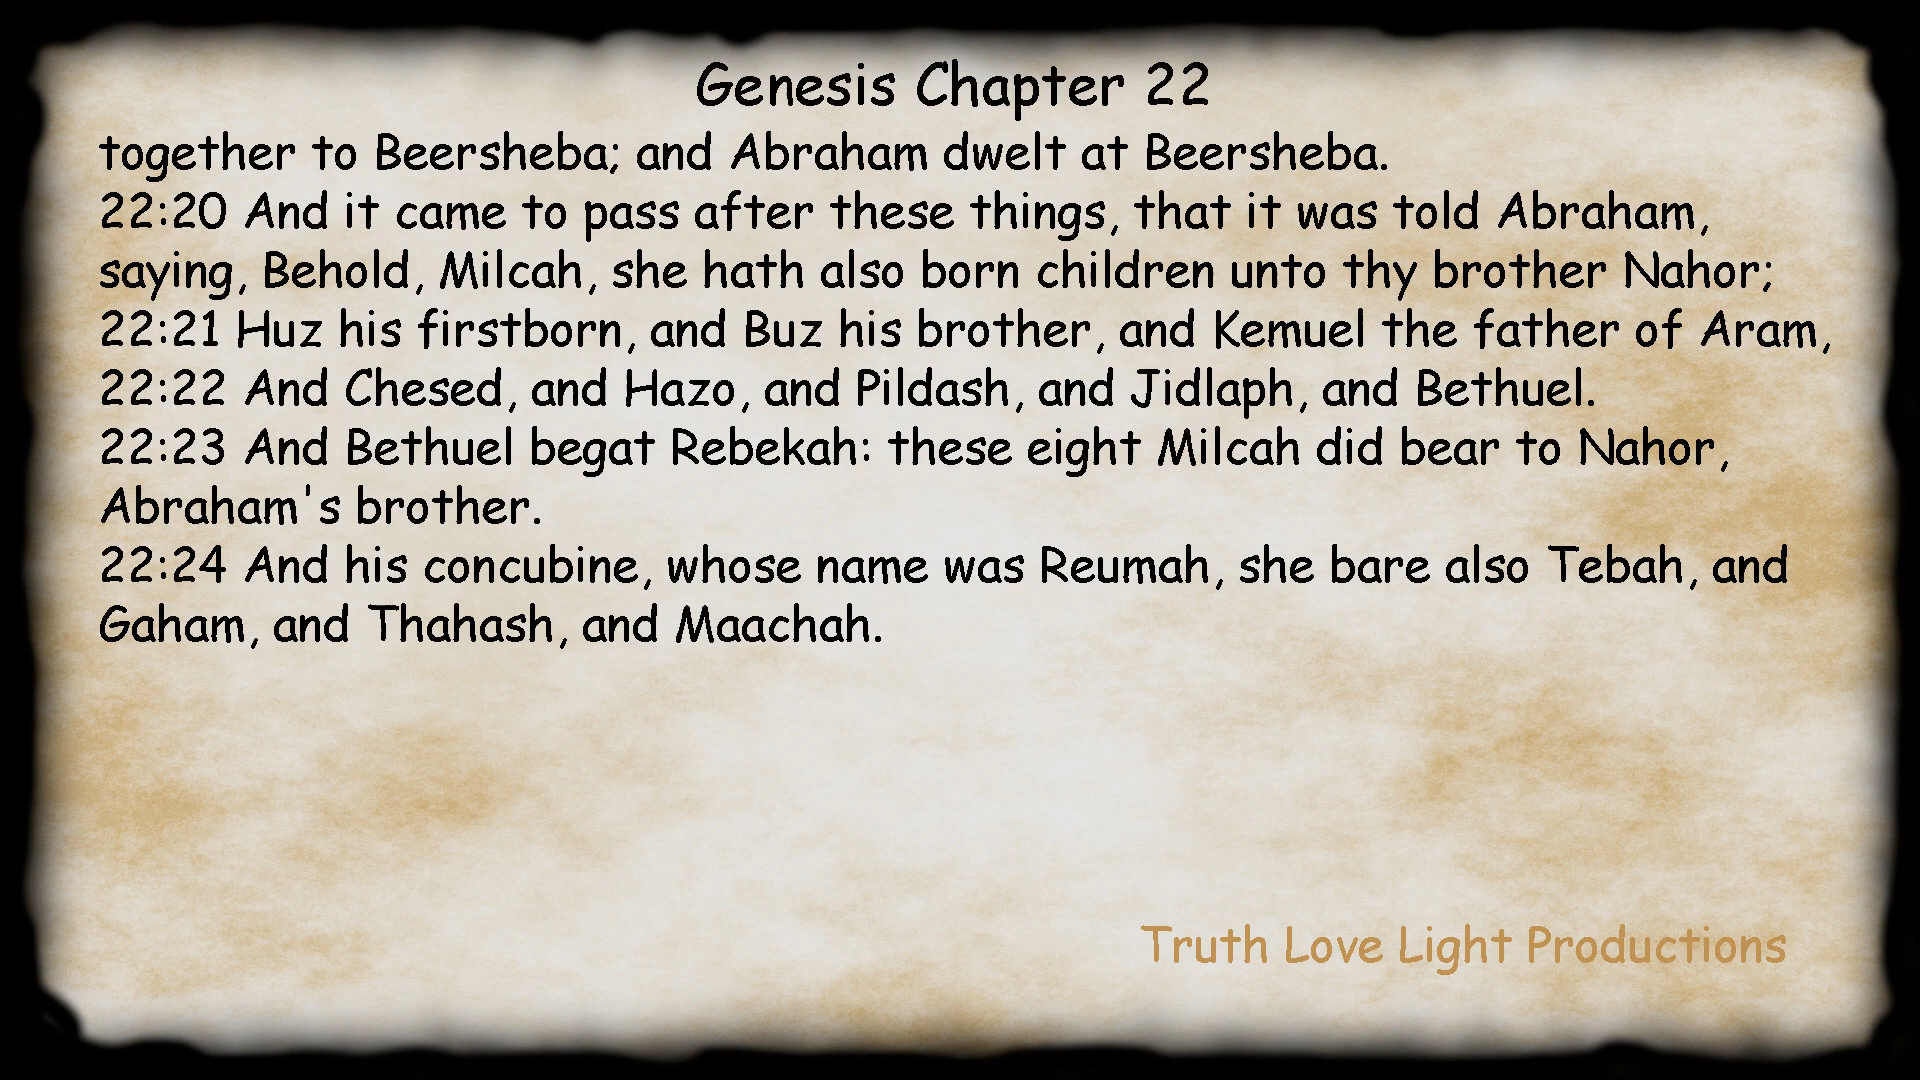 Genesis Chapter 22
together to Beersheba; and Abraham dwelt at Beersheba.
22:20 And it came to pass after these things, that it was told Abraham,
saying, Behold, Milcah, she hath also born children unto thy brother Nahor;
22:21 Huz his firstborn, and Buz his brother, and Kemuel the father of Aram,
22:22 And Chesed, and Hazo, and Pildash, and Jidlaph, and Bethuel.
22:23 And Bethuel begat Rebekah: these eight Milcah did bear to Nahor,
Abraham's brother.
22:24 And his concubine, whose name was Reumah, she bare also Tebah, and
Gaham, and Thahash, and Maachah.
Truth Love Light Productions